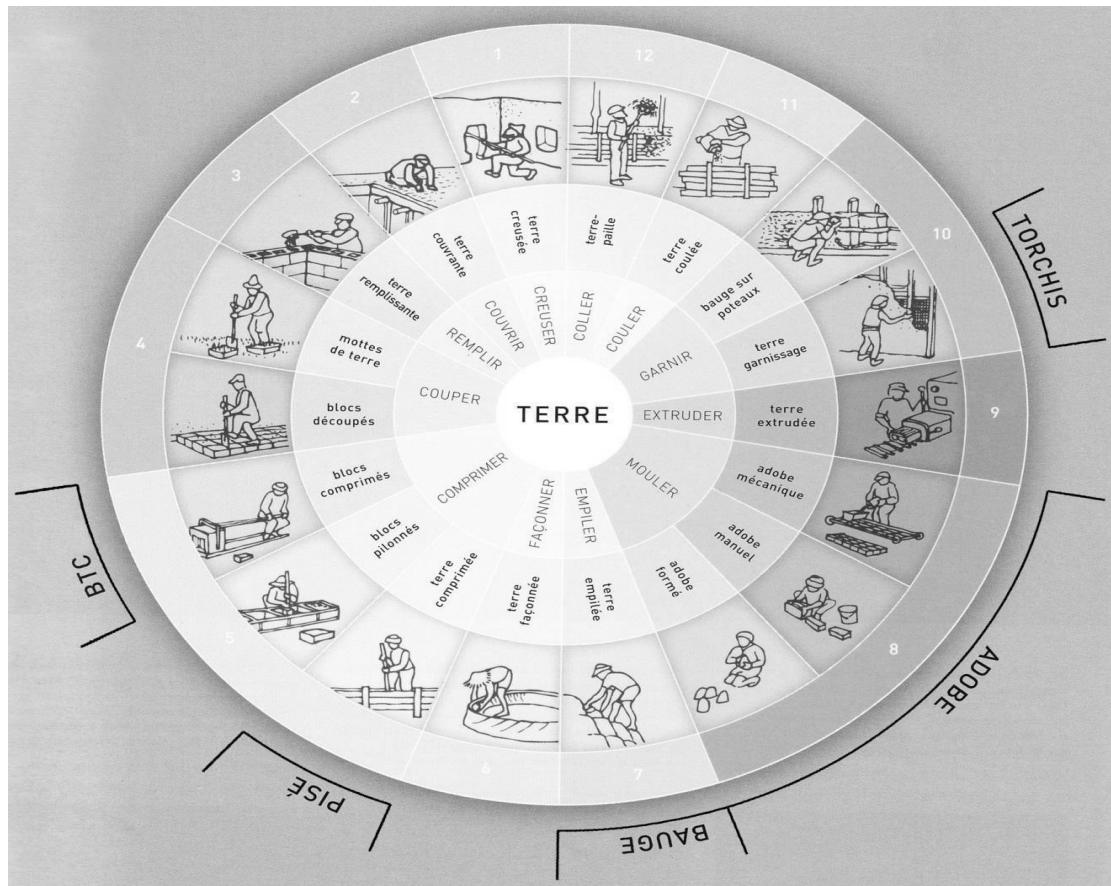 TERRE
CREUSER
COUVRIR
REMPLIR
COUPER
COMPRIMER
FAÇONNER
EMPILER
MOULER
EXTRUDER
GARNIR
COULER
COLLER
terre
creusée
terre
couvrante
terre
remplissante
mottes
de terre
blocs
découpés
blocs
comprimés
blocs
pilonnés
terre
comprimée
terre
façonnée
terre
empilée
adobe
formé
adobe
manuel
adobe
mécanique
terre
extrudée
terre
garnissage
bauge sur
poteaux
terre
coulée
terre-
paille
1
2
3
4
5
6
7
8
9
10
11
12
BTC
PISÉ
BAUGE
ADOBE
TORCHIS